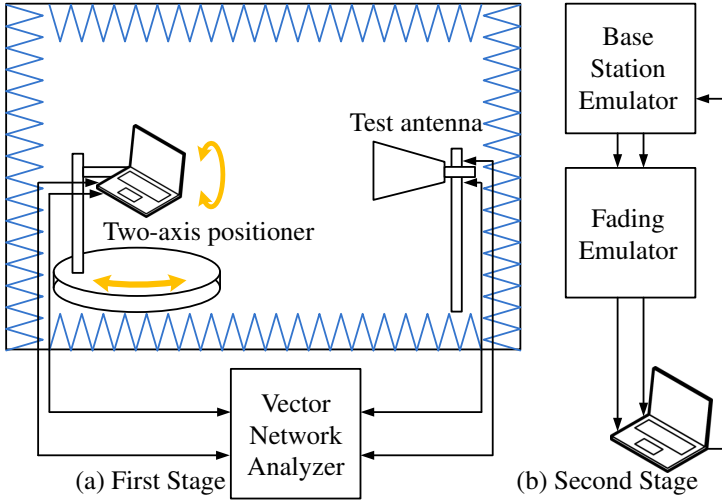 Test antenna
Two-axis positioner
Vector
Network
Analyzer
(a) First Stage
Base
Station
Emulator
Fading
Emulator
(b) Second Stage